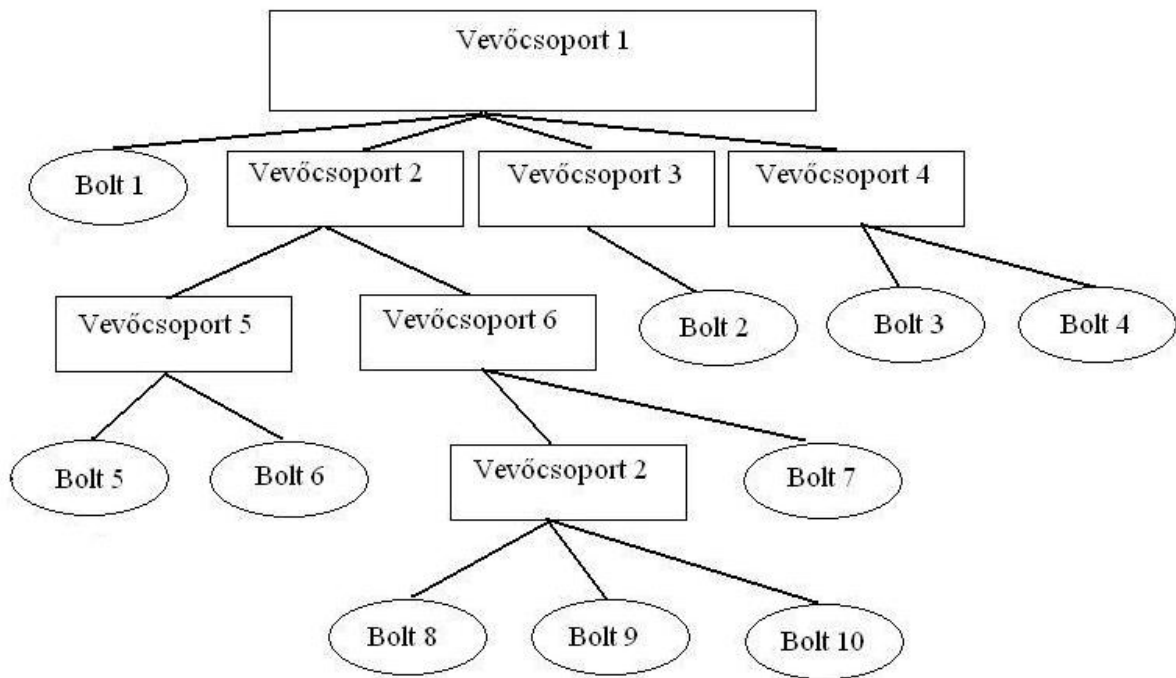 Vevőcsoport 1
Bolt 1
Vevőcsoport 2
Vevőcsoport 3
Vevőcsoport 4
Vevőcsoport 5
Vevőcsoport 6
Bolt 2
Bolt 3
Bolt 4
Bolt 5
Bolt 6
Vevőcsoport 2
Bolt 7
Bolt 8
Bolt 9
Bolt 10